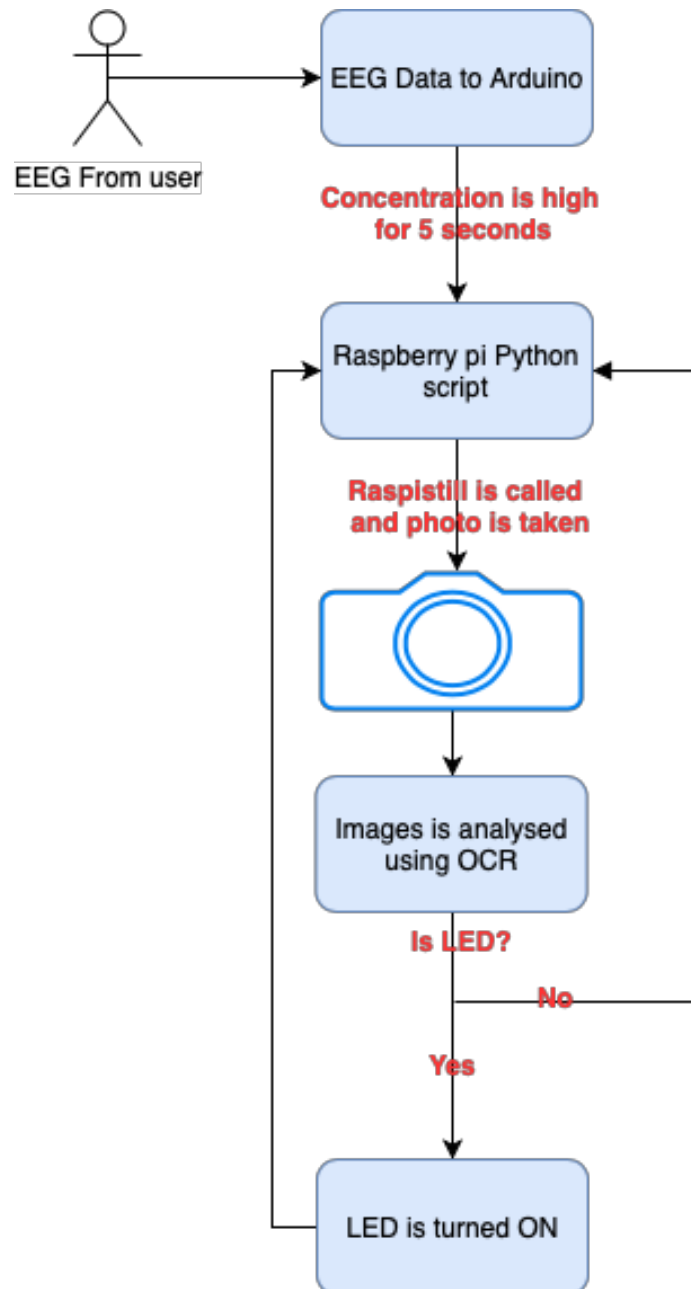 EEG From user
EEG Data to Arduino
Concentration is high
for 5 seconds
Raspberry pi Python
script
Raspistill is called
and photo is taken
Images is analysed
using OCR
Is LED?
No
Yes
LED is turned ON